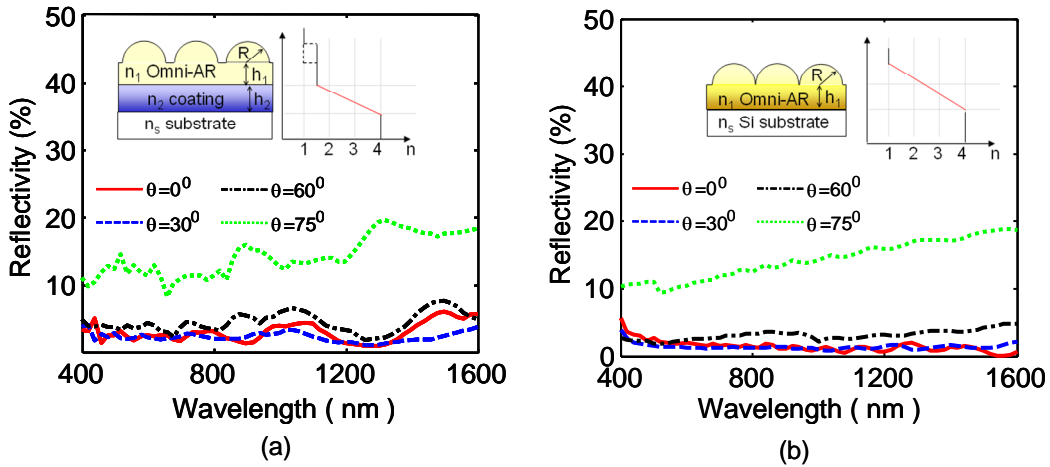 50
40
30
20
10
Reflectivity (%)
R
n1 Omni-AR
h1
n2 coating
h2
ns substrate
1 2 3 4 n
θ=0⁰
θ=60⁰
θ=30⁰
θ=75⁰
400 800 1200 1600
Wavelength ( nm )
(a)
50
40
30
20
10
0
Reflectivity (%)
R
n1 Omni-AR
h1
ns Si substrate
1 2 3 4 n
θ=0⁰
θ=60⁰
θ=30⁰
θ=75⁰
400 800 1200 1600
Wavelength ( nm )
(b)